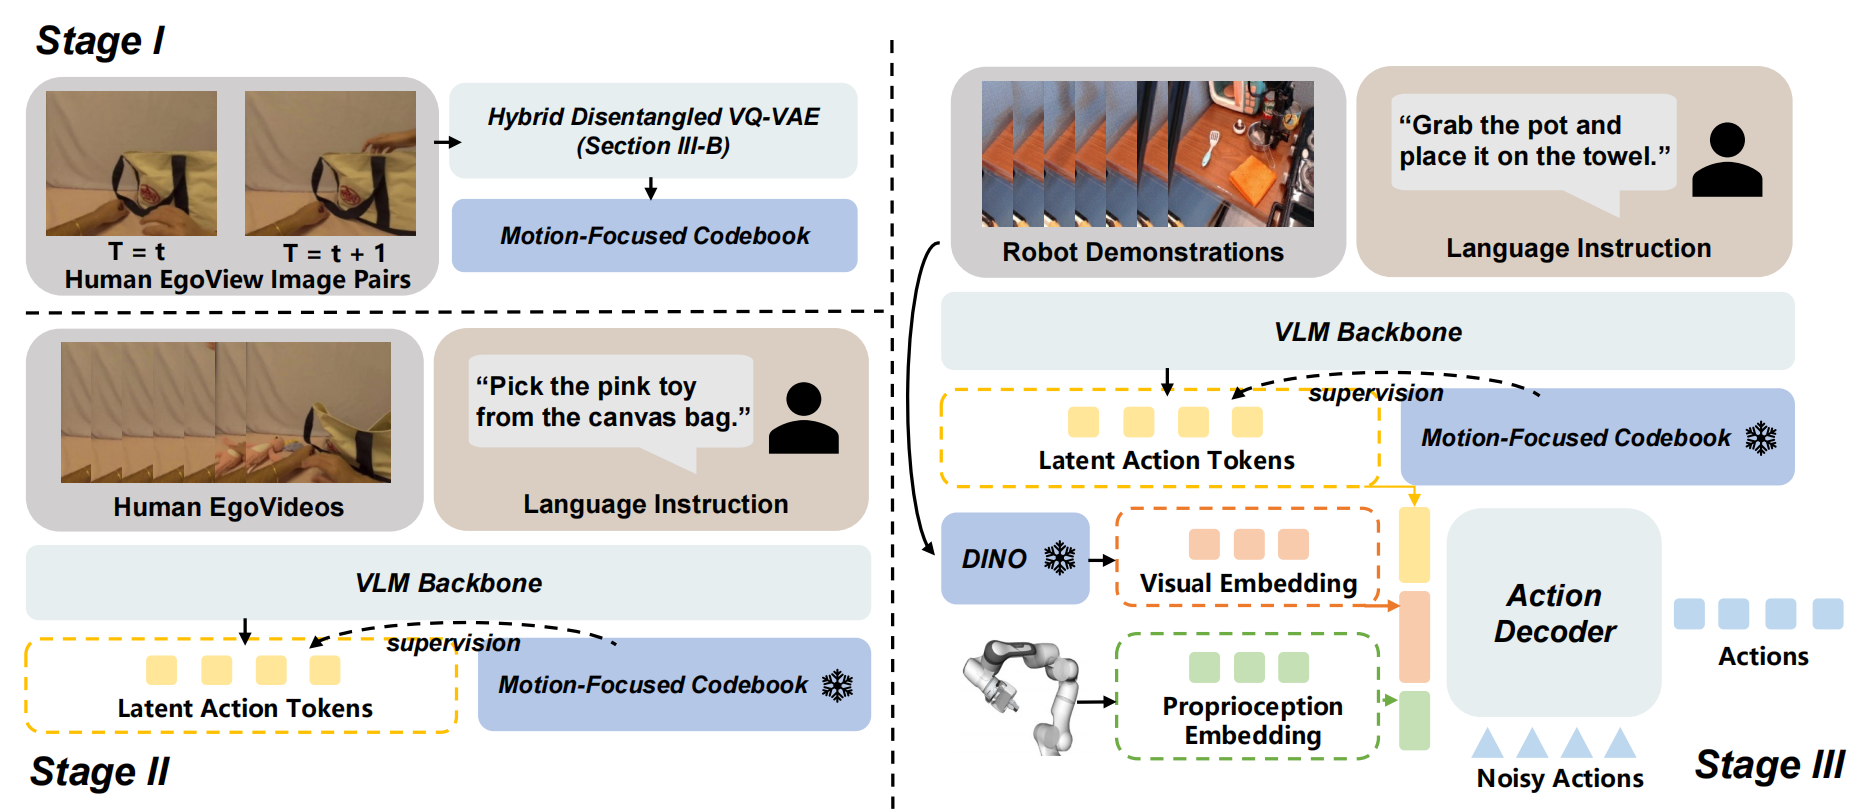 Stage I
T = t
T = t + 1
Human EgoView Image Pairs
Hybrid Disentangled VQ-VAE
(Section III-B)
Motion-Focused Codebook
Human EgoVideos
“Pick the pink toy
from the canvas bag.”
Language Instruction
VLM Backbone
supervision
Latent Action Tokens
Motion-Focused Codebook
Stage II
Robot Demonstrations
“Grab the pot and
place it on the towel.”
Language Instruction
VLM Backbone
supervision
Latent Action Tokens
Motion-Focused Codebook
DINO
Visual Embedding
Proprioception
Embedding
Action
Decoder
Actions
Noisy Actions
Stage III